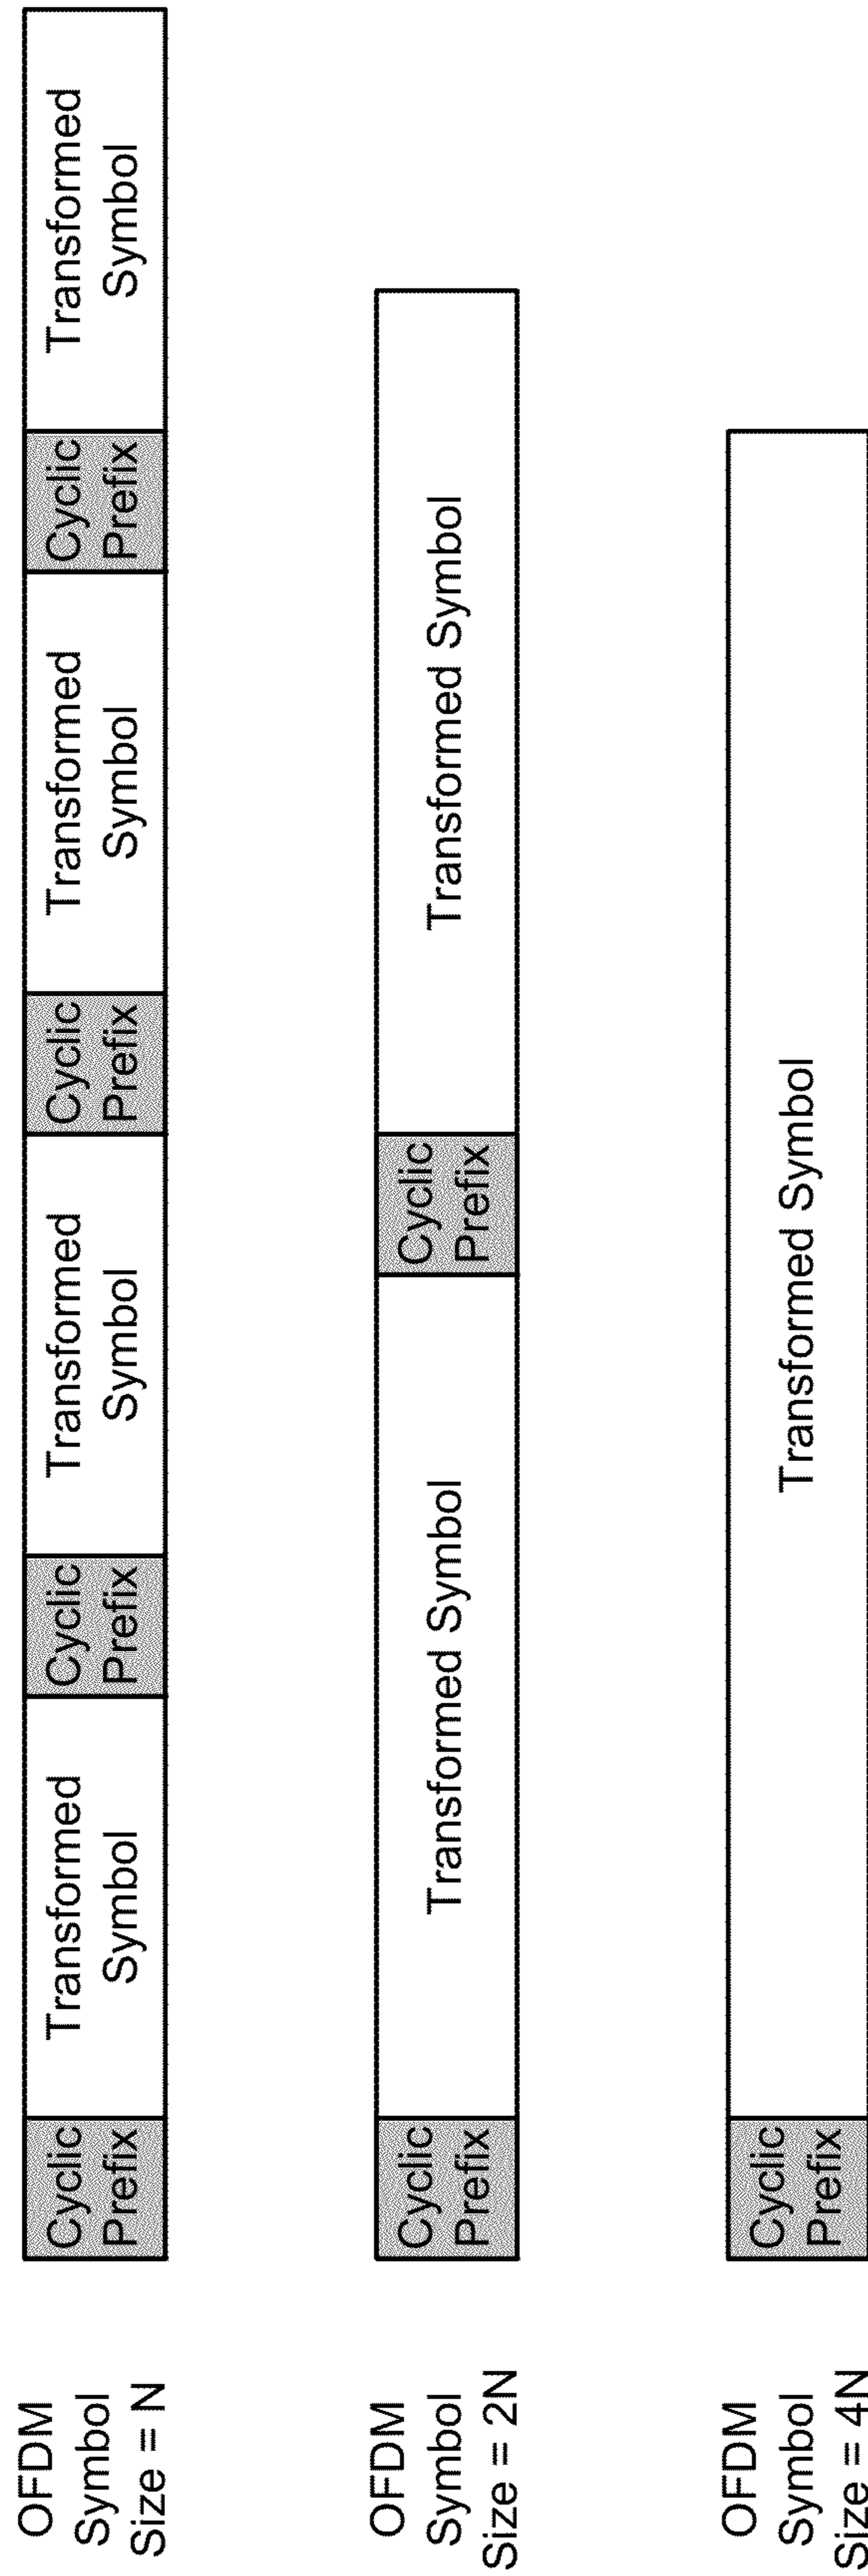 OFDM
Symbol
Size = N
Cyclic
Prefix
Transformed
Symbol
Cyclic
Prefix
Transformed
Symbol
Cyclic
Prefix
Transformed
Symbol
Cyclic
Prefix
Transformed
Symbol
OFDM
Symbol
Size = 2N
Cyclic
Prefix
Transformed Symbol
Cyclic
Prefix
Transformed Symbol
OFDM
Symbol
Size = 4N
Cyclic
Prefix
Transformed Symbol